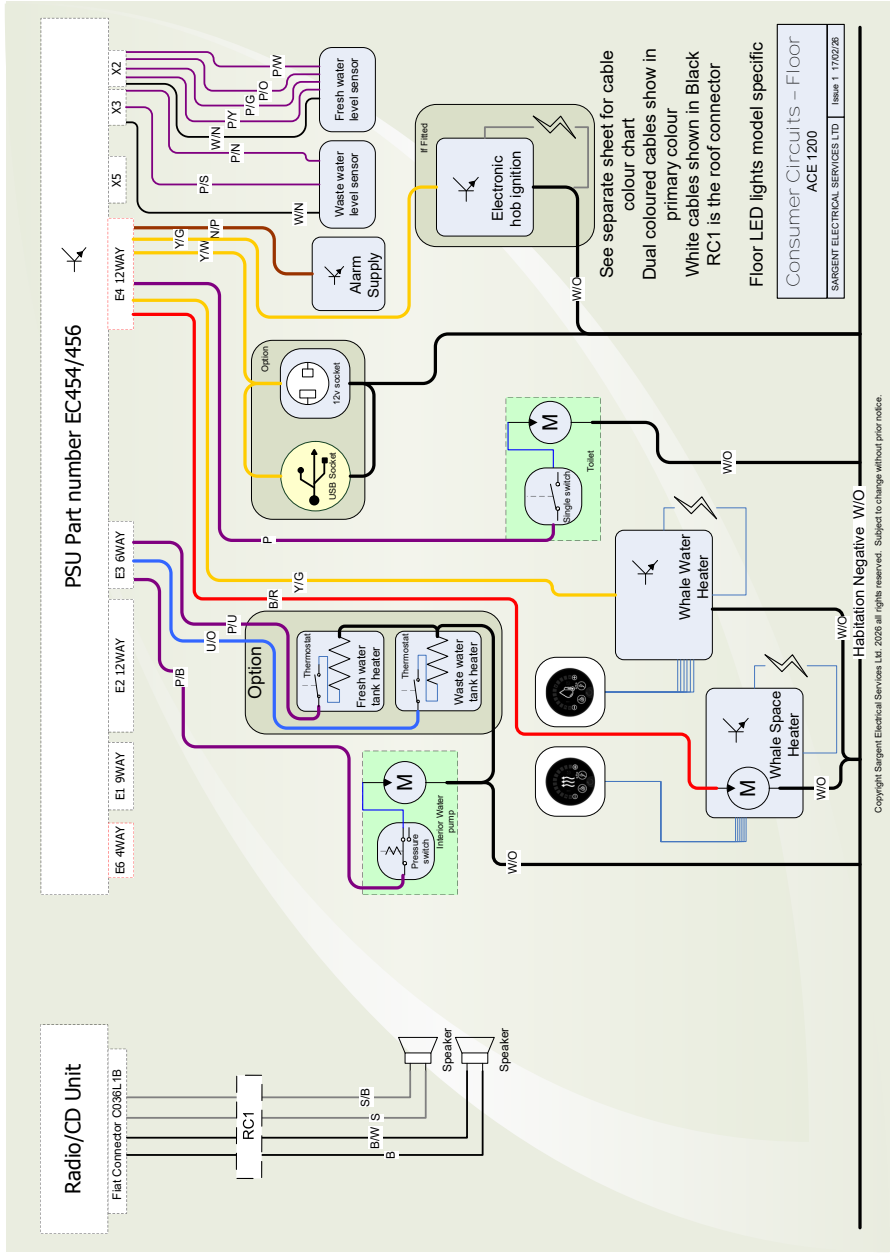 Radio/CD Unit
Fiat Connector C036L1B
RC1
B
B/W
S
S/B
Speaker
Speaker
PSU Part number EC454/456
E6 4WAY
E1 9WAY
E2 12WAY
E3 6WAY
E4 12WAY
X5
X3
X2
P/B
U/O
P/U
B/R
Y/G
P
Y/W
Y/G
N/P
W/N
P/S
P/N
W/N
P/Y
P/G
P/O
P/W
Fresh water
level sensor
Waste water
level sensor
Alarm
Supply
If Fitted
Electronic
hob ignition
W/O
Option
12v socket
USB Socket
Option
Thermostat
Fresh water
tank heater
Thermostat
Waste water
tank heater
M
Pressure
switch
Interior Water
pump
W/O
M
Single switch
Toilet
W/O
Whale Water
Heater
W/O
Whale Space
Heater
M
W/O
Habitation Negative W/O
See separate sheet for cable
colour chart
Dual coloured cables show in
primary colour
White cables shown in Black
RC1 is the roof connector
Floor LED lights model specific
Consumer Circuits – Floor
ACE 1200
SARGENT ELECTRICAL SERVICES LTD
Issue 1 17/02/26
Copyright Sargent Electrical Services Ltd. 2026 all rights reserved. Subject to change without prior notice.